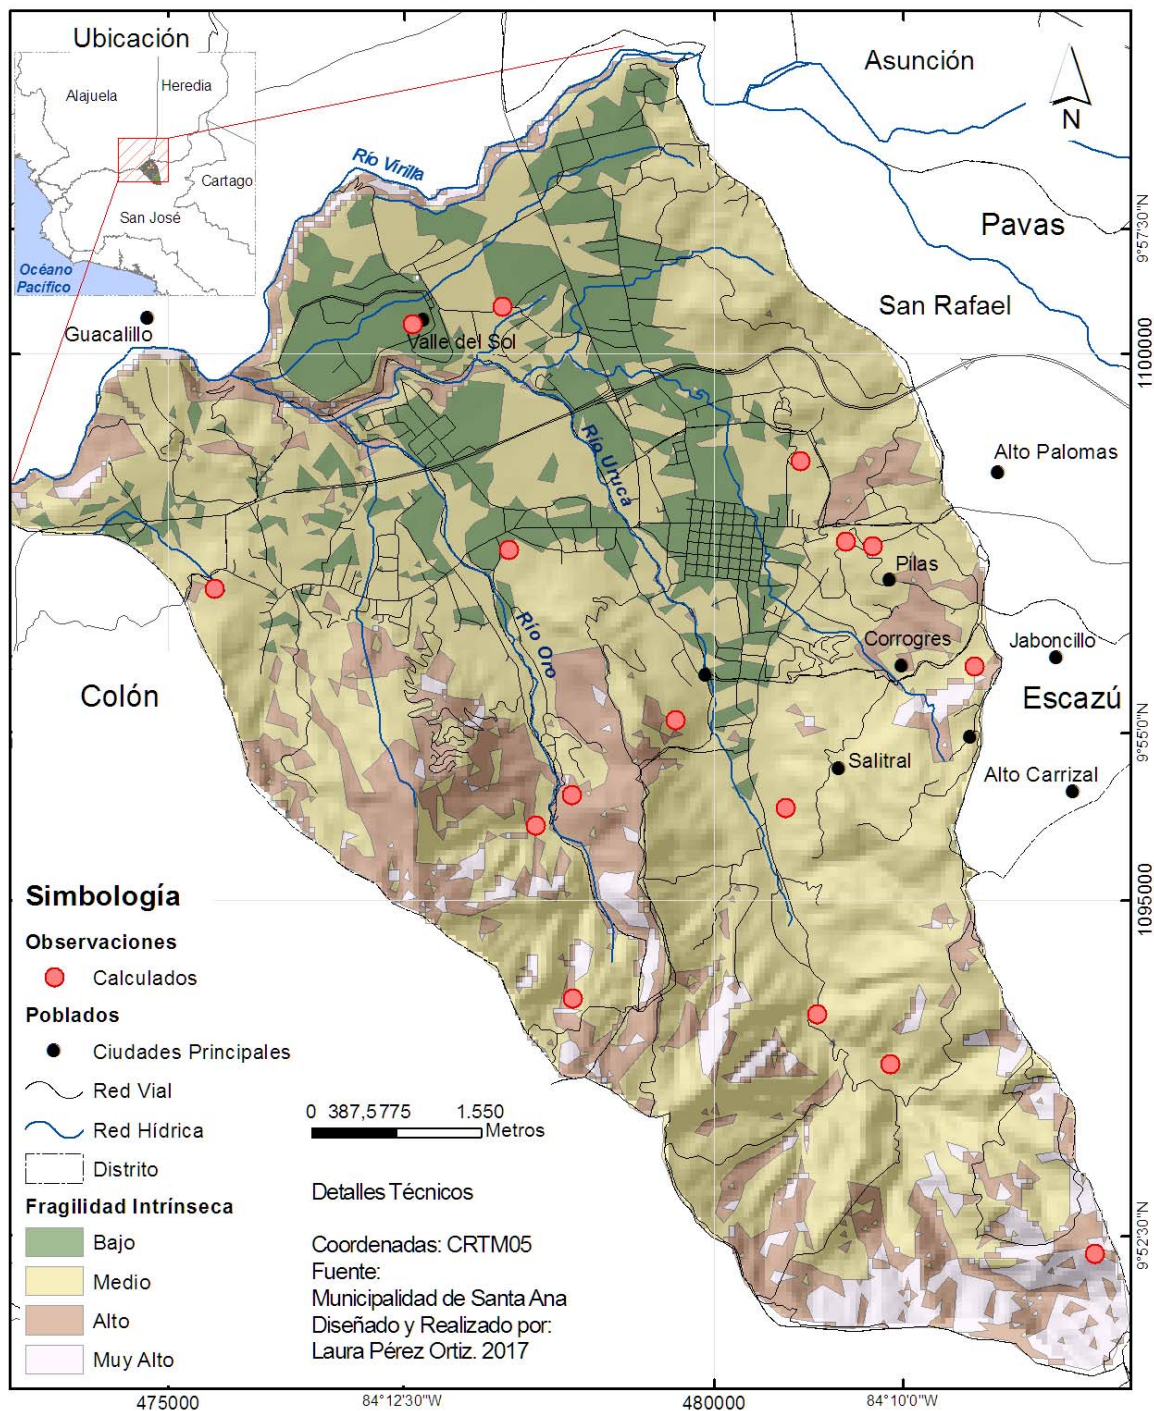 Ubicación
Heredia
Alajuela
Cartago
San José
Océano
Pacífico
Asunción
N
Río Virilla
Pavas
San Rafael
Guacalillo
Valle del Sol
Río Uruca
Alto Palomas
Pilas
Río Oro
Corrogres
Jaboncillo
Colón
Escazú
Salitral
Alto Carrizal
9°57'30"N
1100000
9°55'0"N
1095000
9°52'30"N
Simbología
Observaciones
Calculados
Poblados
Ciudades Principales
Red Vial
Red Hídrica
Distrito
Fragilidad Intrínseca
Bajo
Medio
Alto
Muy Alto
0 387,5 775 1.550
Metros
Detalles Técnicos
Coordenadas: CRTM05
Fuente:
Municipalidad de Santa Ana
Diseñado y Realizado por:
Laura Pérez Ortiz. 2017
475000
84°12'30"W
480000
84°10'0"W